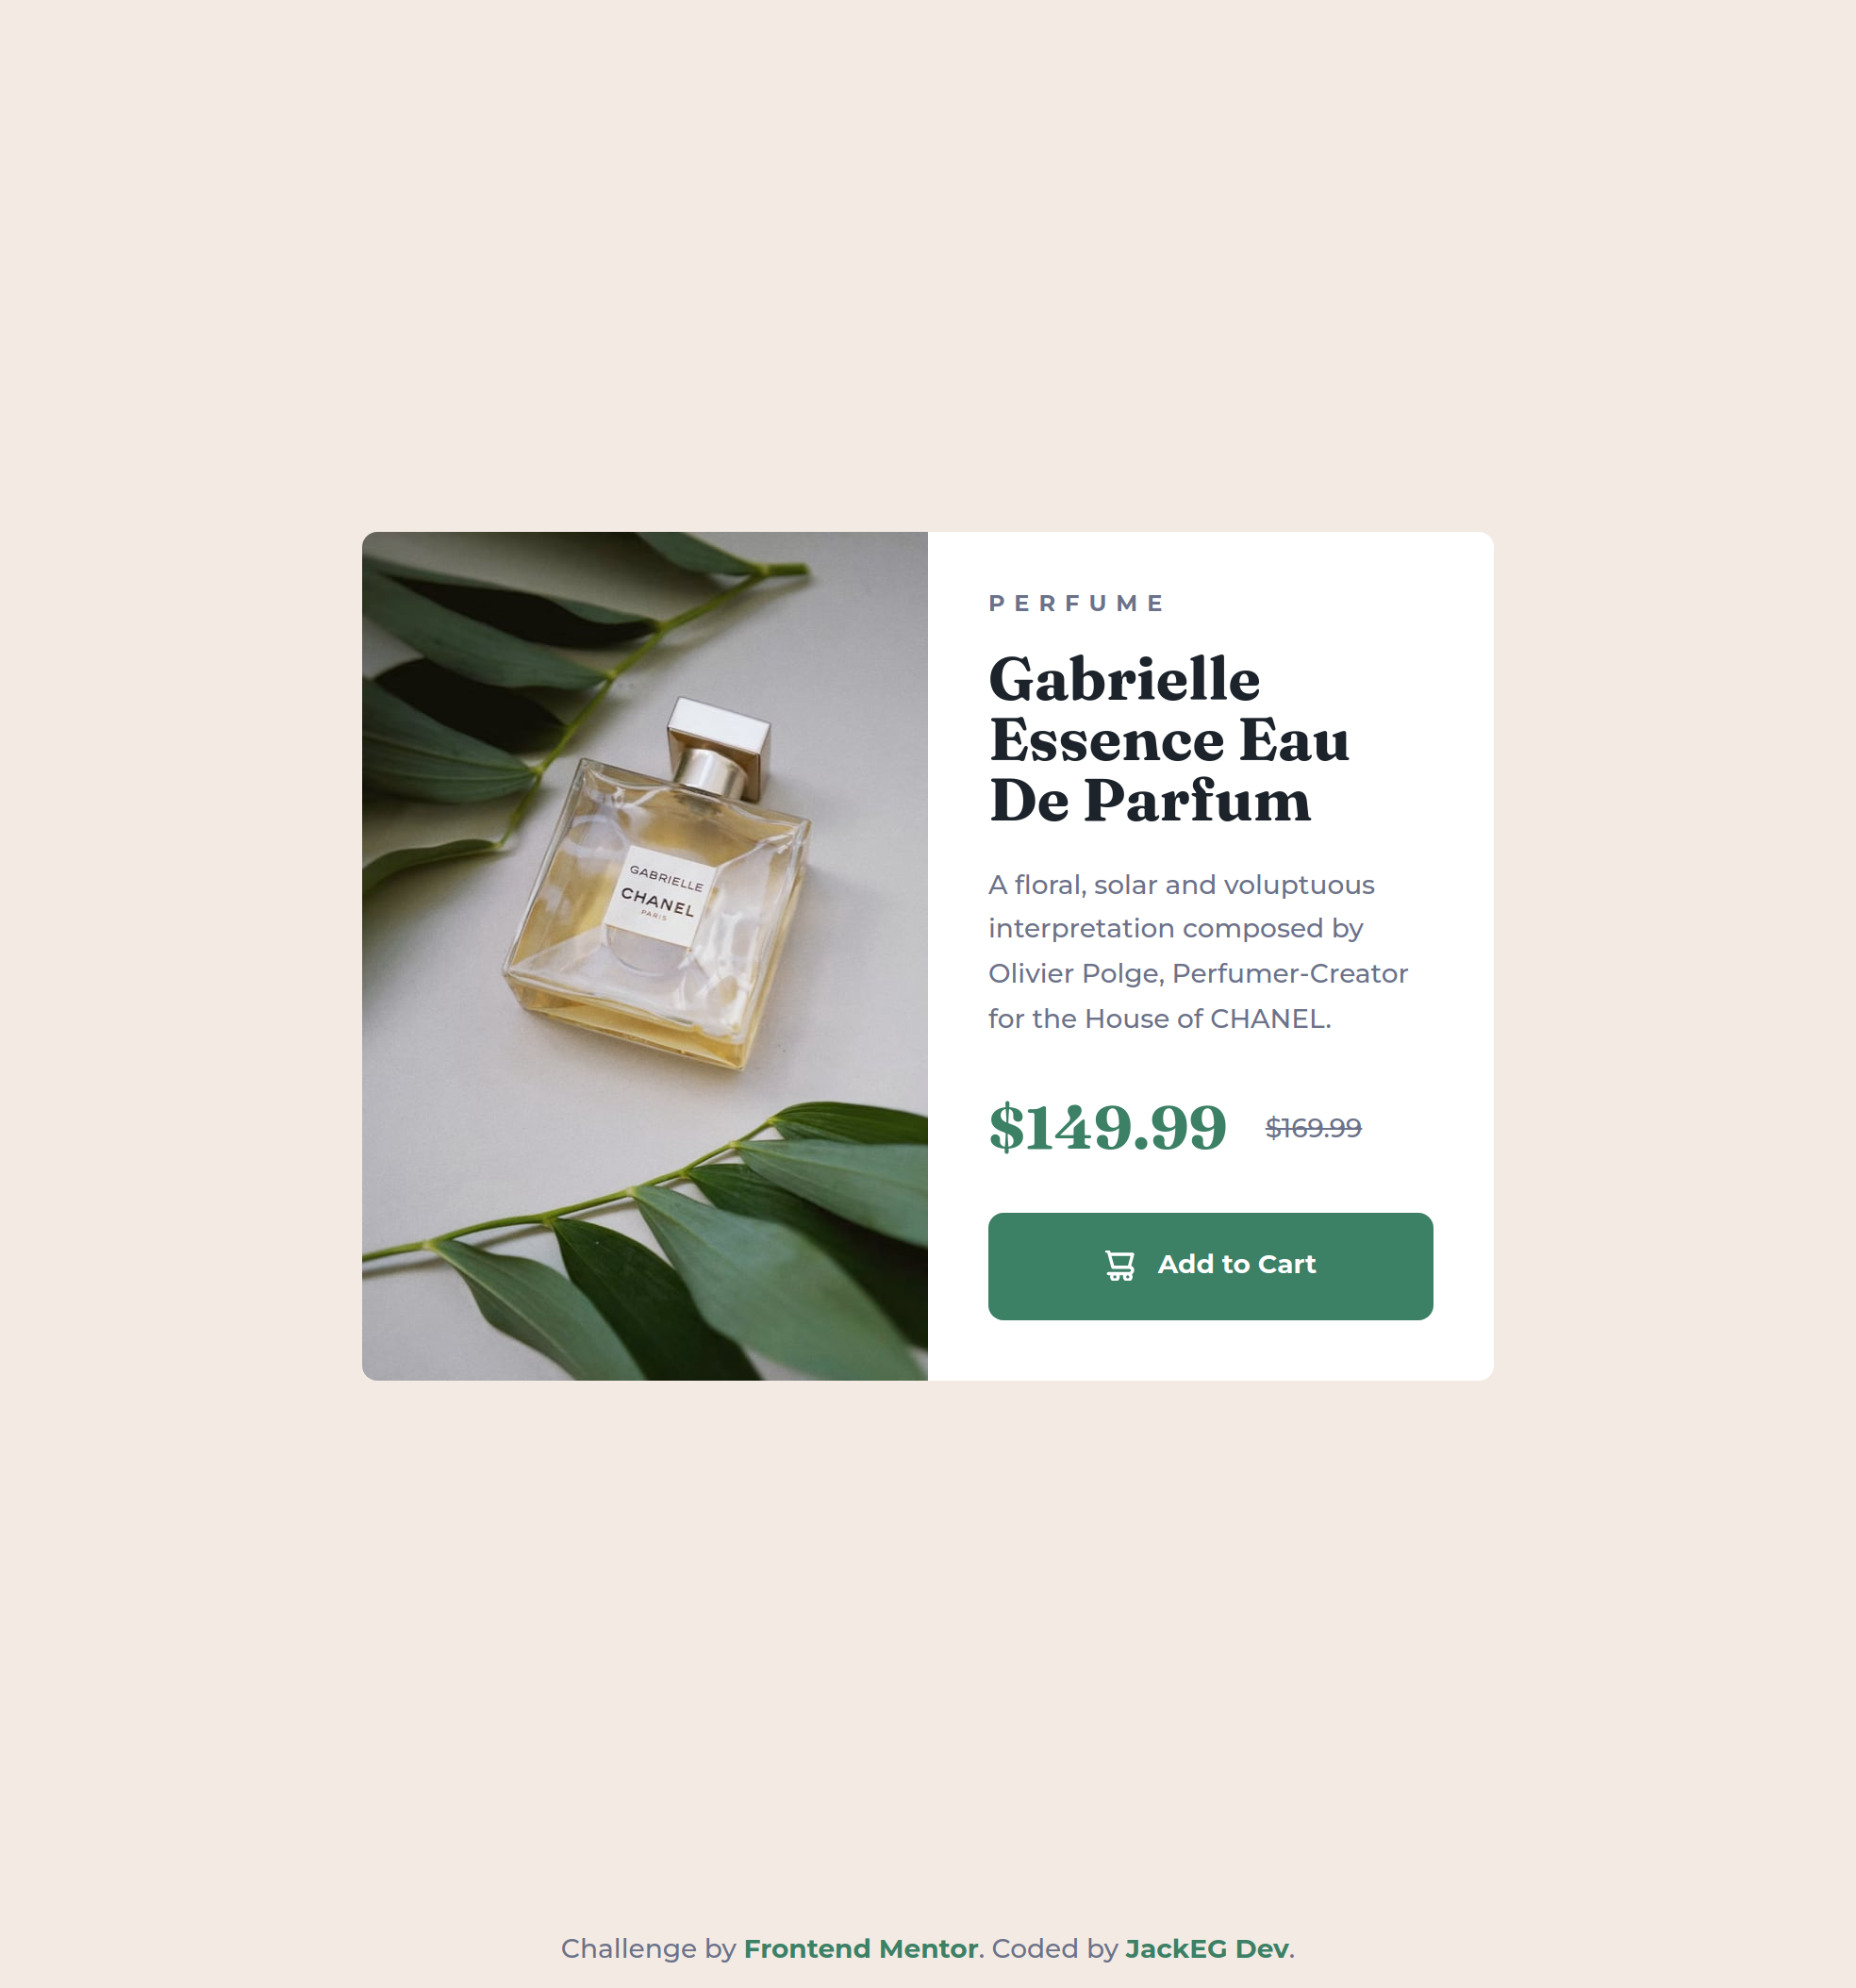 GABRIELLE
CHANEL
PARIS
PERFUME
Gabrielle
Essence Eau
De Parfum
A floral, solar and voluptuous
interpretation composed by
Olivier Polge, Perfumer-Creator
for the House of CHANEL.
$149.99 $169.99
Add to Cart
Challenge by Frontend Mentor. Coded by JackEG Dev.